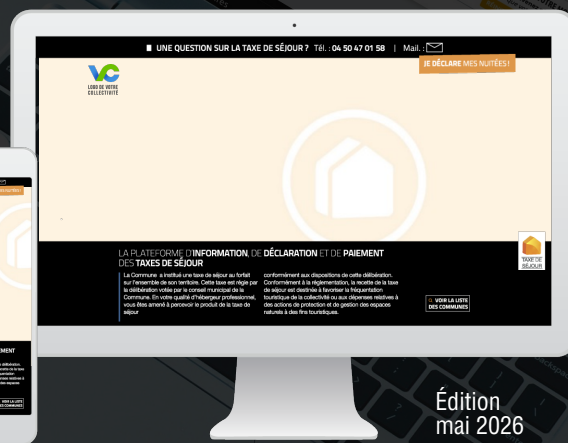 UNE QUESTION SUR LA TAXE DE SÉJOUR ? Tél. : 04 50 47 01 58 | Mail. :
JE DÉCLARE MES NUITÉES !
VC
LOGO DE VOTRE
COLLECTIVITÉ
LA PLATEFORME D'INFORMATION, DE DÉCLARATION ET DE PAIEMENT
DES TAXES DE SÉJOUR
La Commune a institué une taxe de séjour au forfait
sur l'ensemble de son territoire. Cette taxe est régie par
la délibération votée par le conseil municipal de la
Commune. En votre qualité d'hébergeur professionnel,
vous êtes amené à percevoir le produit de la taxe de
séjour
conformément aux dispositions de cette délibération.
Conformément à la réglementation, la recette de la taxe
de séjour est destinée à favoriser la fréquentation
touristique de la collectivité ou aux dépenses relatives à
des actions de protection et de gestion des espaces
naturels à des fins touristiques.
TAXE DE
SÉJOUR
VOIR LA LISTE
DES COMMUNES
Édition
mai 2026